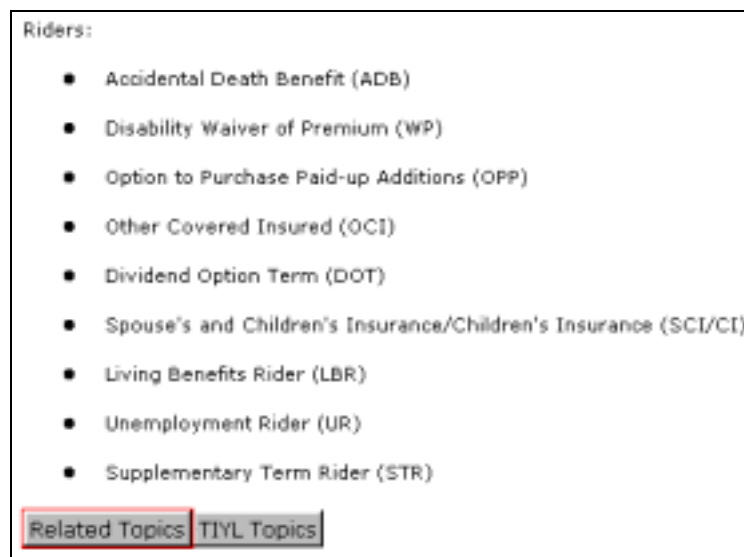 Riders:
● Accidental Death Benefit (ADB)
● Disability Waiver of Premium (WP)
● Option to Purchase Paid-up Additions (OPP)
● Other Covered Insured (OCI)
● Dividend Option Term (DOT)
● Spouse's and Children's Insurance/Children's Insurance (SCI/CI)
● Living Benefits Rider (LBR)
● Unemployment Rider (UR)
● Supplementary Term Rider (STR)
Related Topics TIYL Topics